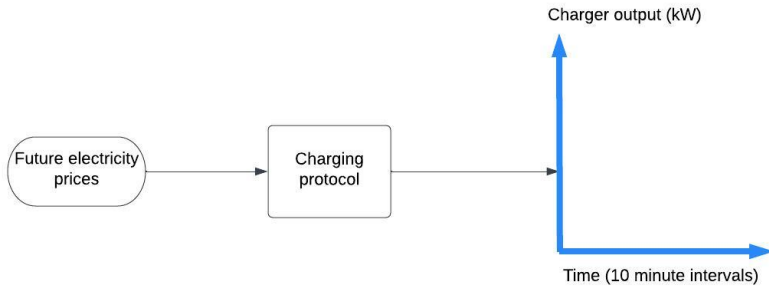 Charger output (kW)
Future electricity
prices
Charging
protocol
Time (10 minute intervals)